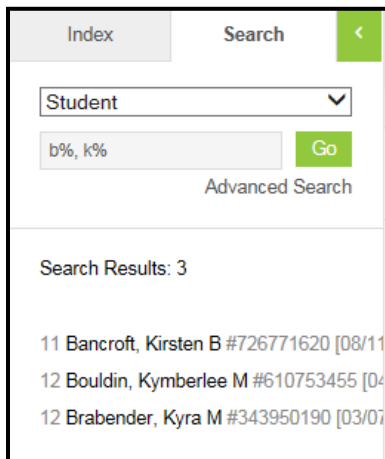 Index Search <
Student
b%, k% Go
Advanced Search
Search Results: 3
11 Bancroft, Kirsten B #726771620 [08/11
12 Bouldin, Kymberlee M #610753455 [04
12 Brabender, Kyra M #343950190 [03/07